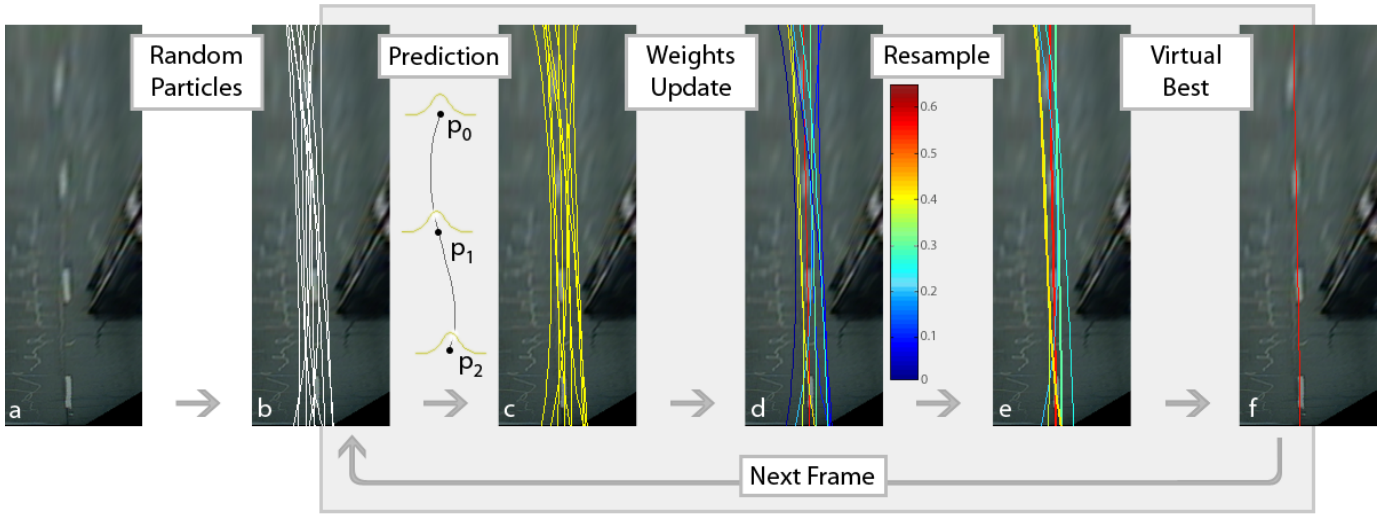 Random
Particles
Prediction
Weights
Update
Resample
Virtual
Best
p0
p1
p2
0.6
0.5
0.4
0.3
0.2
0.1
0
a
b
c
d
e
f
Next Frame